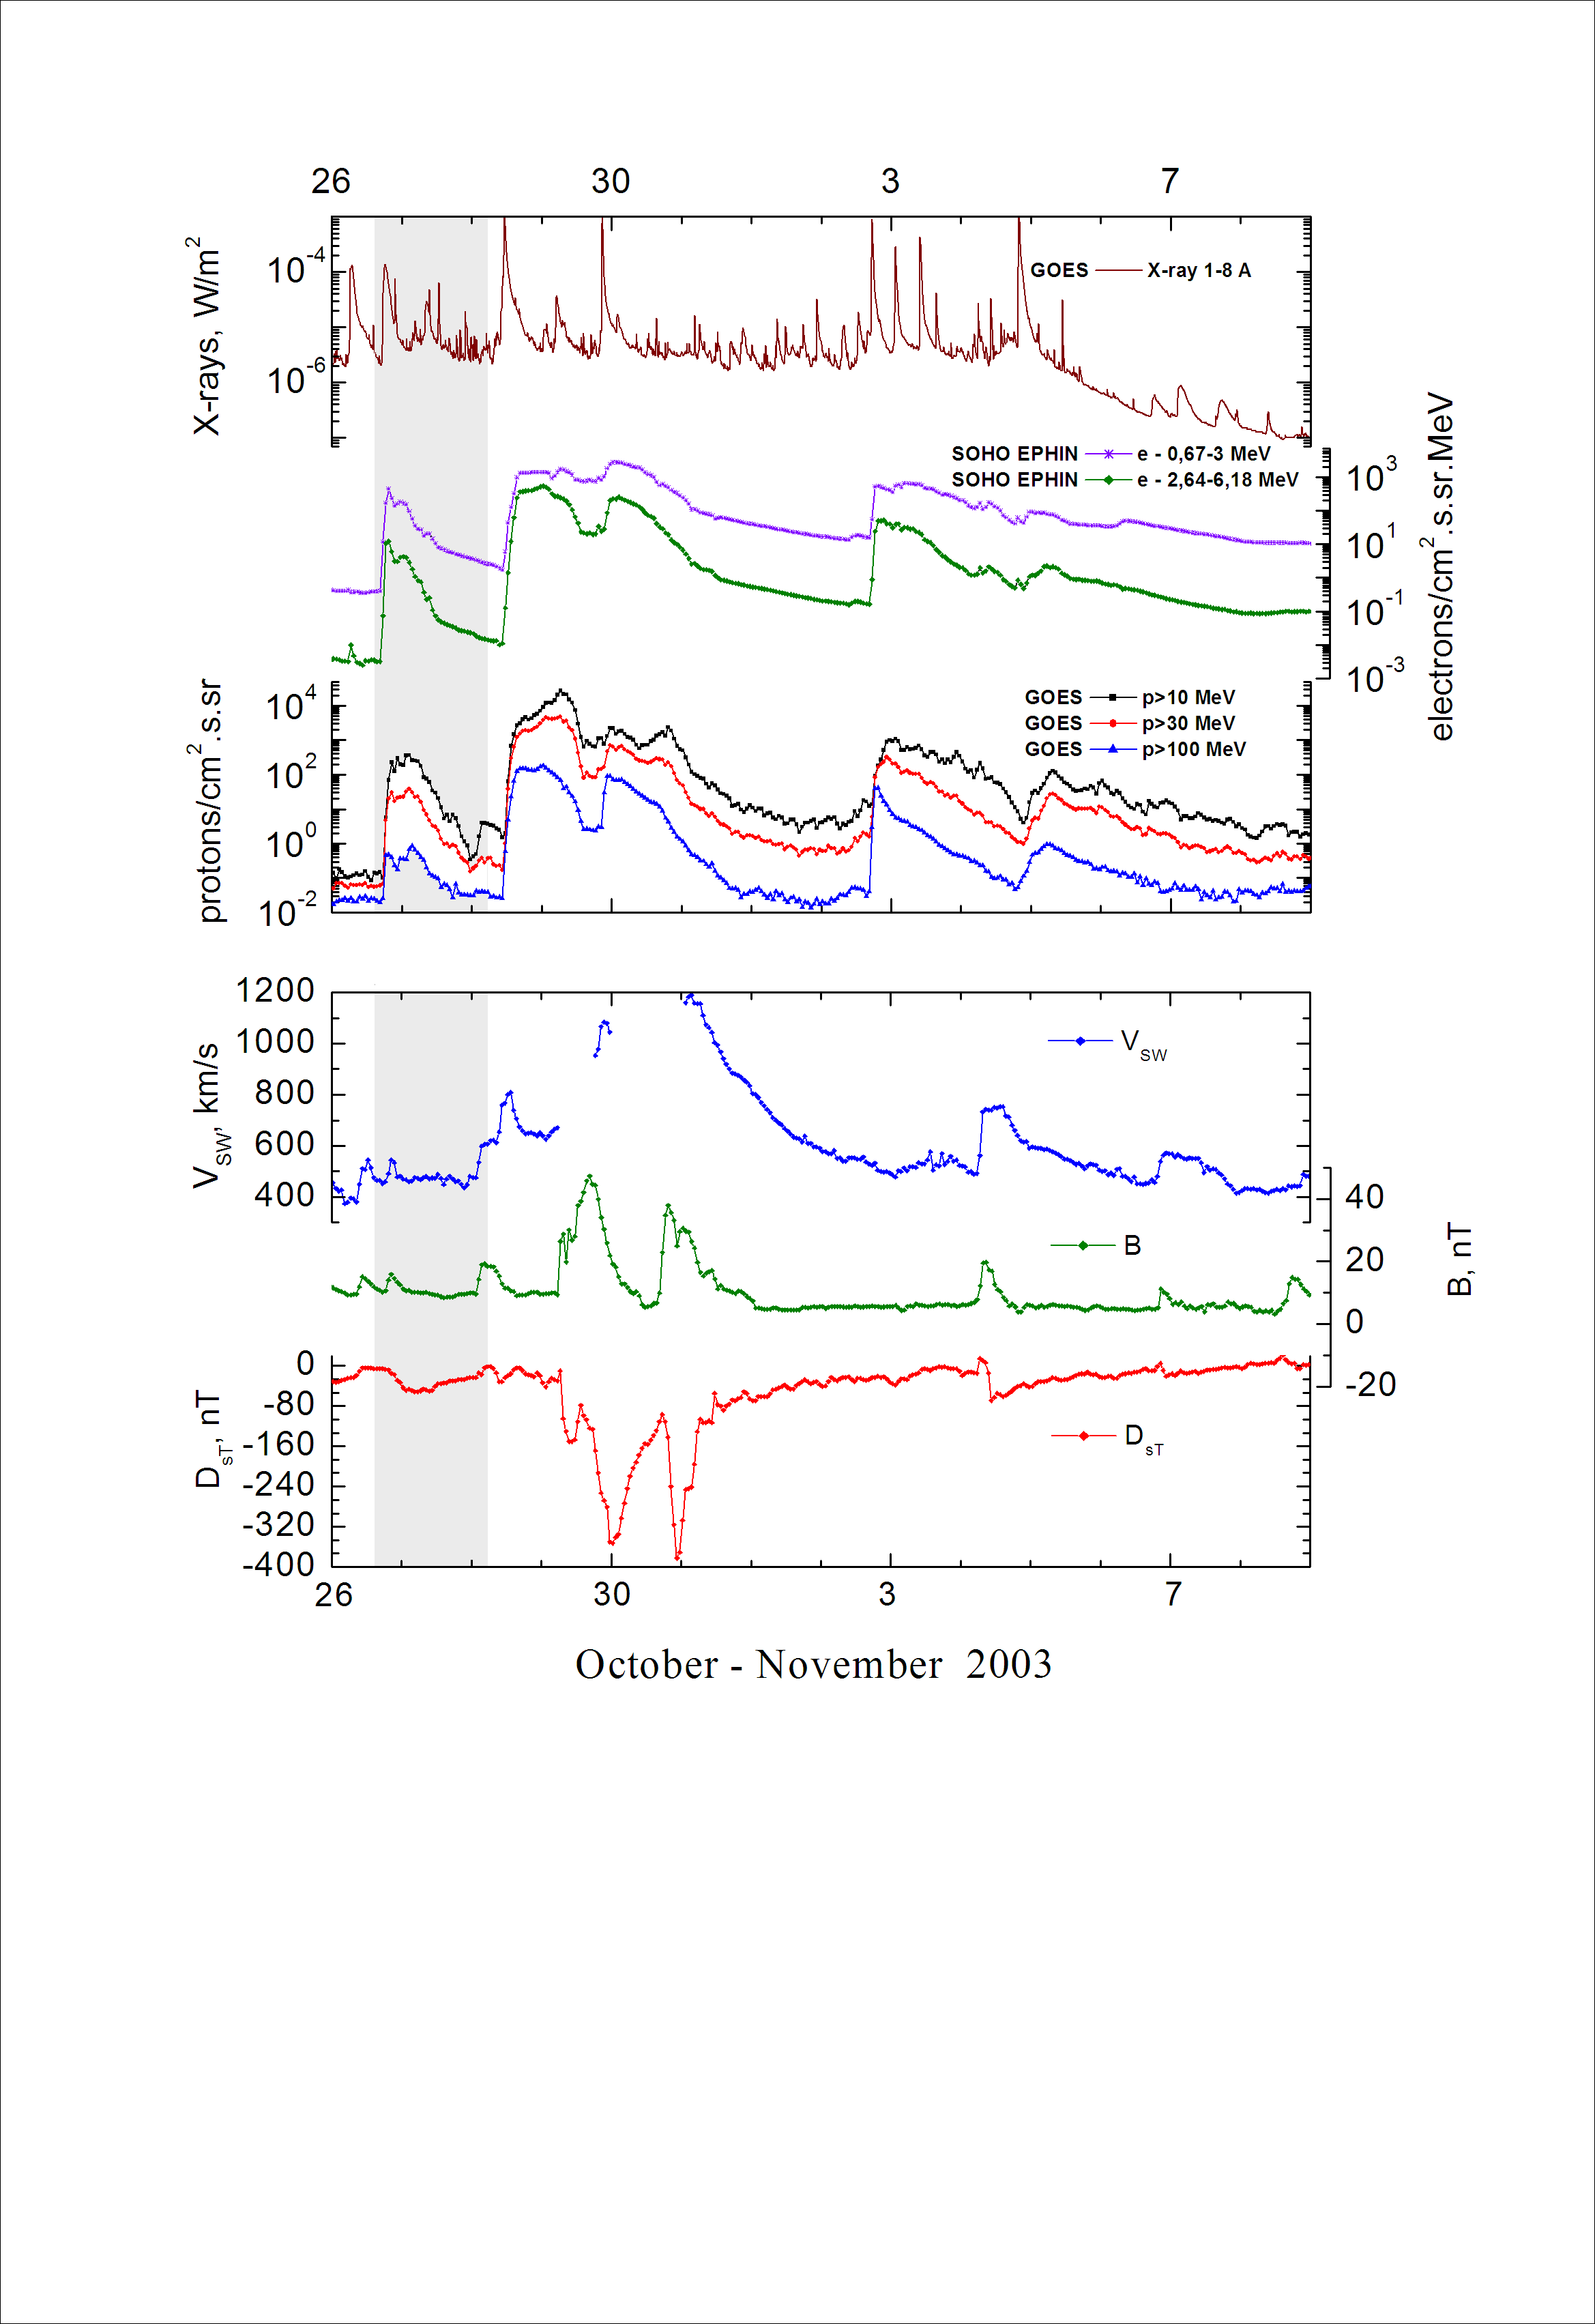 26 30 3 7
X-rays, W/m²
10⁻⁴
10⁻⁶
GOES X-ray 1-8 A
SOHO EPHIN e - 0,67-3 MeV
SOHO EPHIN e - 2,64-6,18 MeV
10³
10¹
10⁻¹
10⁻³
electrons/cm².s.sr.MeV
protons/cm².s.sr
10⁴
10²
10⁰
10⁻²
GOES p>10 MeV
GOES p>30 MeV
GOES p>100 MeV
V_SW, km/s
1200
1000
800
600
400
V_SW
B
40
20
0
-20
B, nT
D_sT, nT
0
-80
-160
-240
-320
-400
D_sT
26 30 3 7
October - November 2003